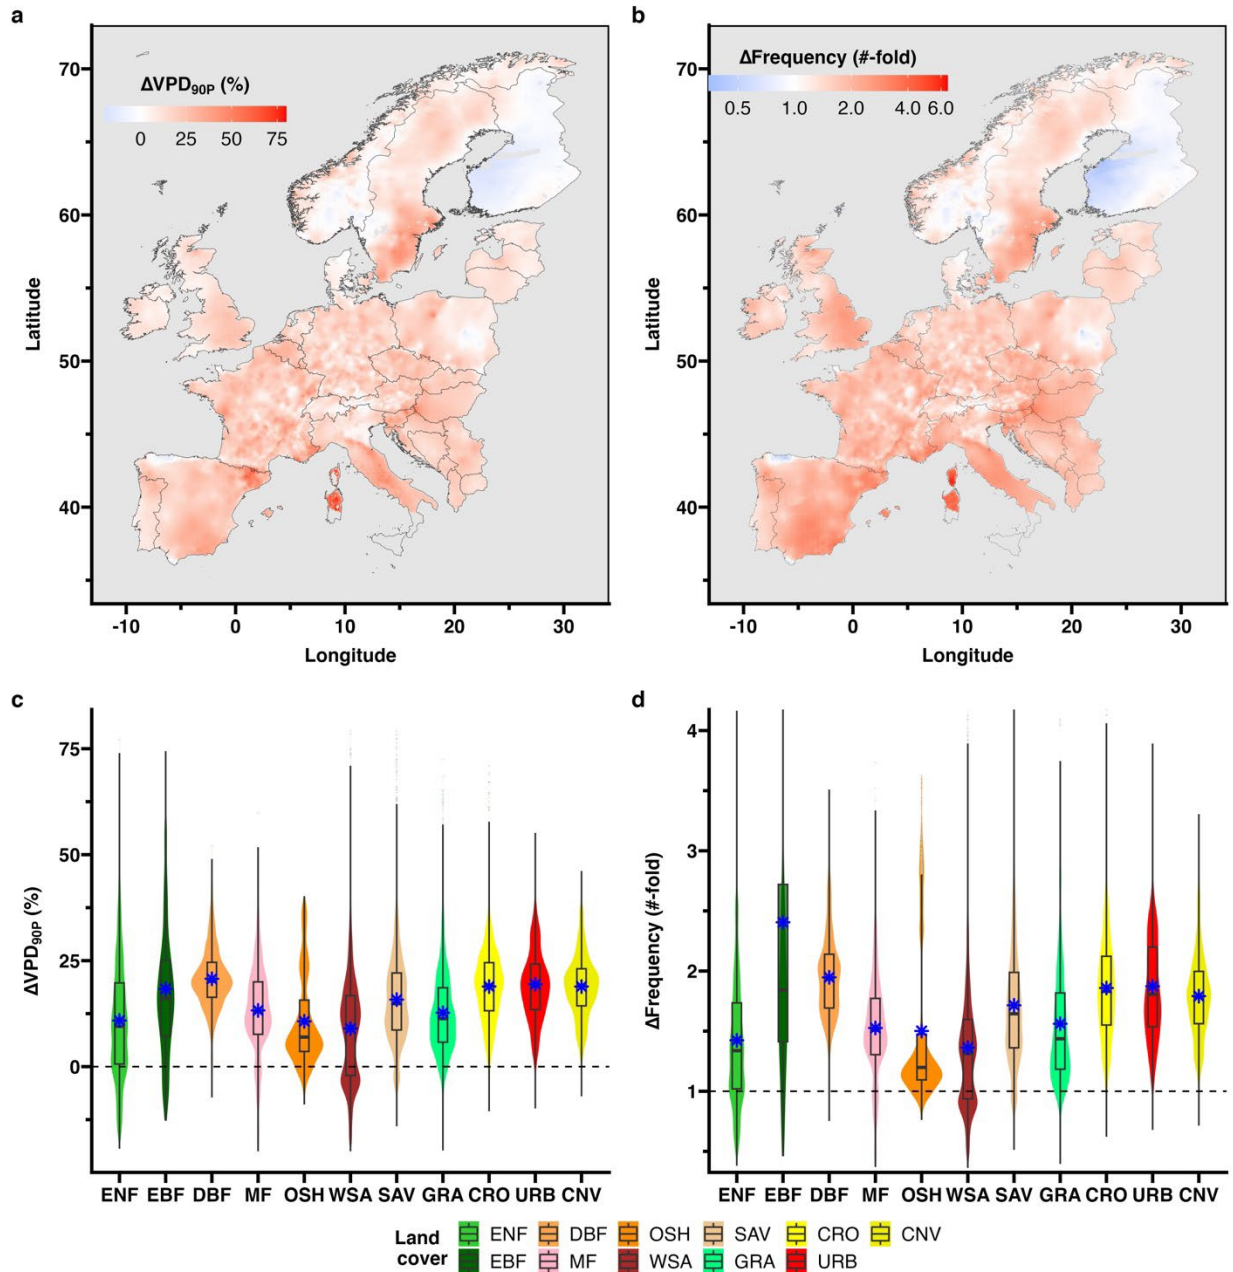 a
b
ΔVPD90P (%)
0 25 50 75
ΔFrequency (#-fold)
0.5 1.0 2.0 4.0 6.0
Latitude
70
60
50
40
-10 0 10 20 30
Longitude
Latitude
70
60
50
40
-10 0 10 20 30
Longitude
c
ΔVPD90P (%)
75
50
25
0
ENF EBF DBF MF OSH WSA SAV GRA CRO URB CNV
d
ΔFrequency (#-fold)
4
3
2
1
ENF EBF DBF MF OSH WSA SAV GRA CRO URB CNV
Land
cover
ENF DBF OSH SAV CRO CNV
EBF MF WSA GRA URB